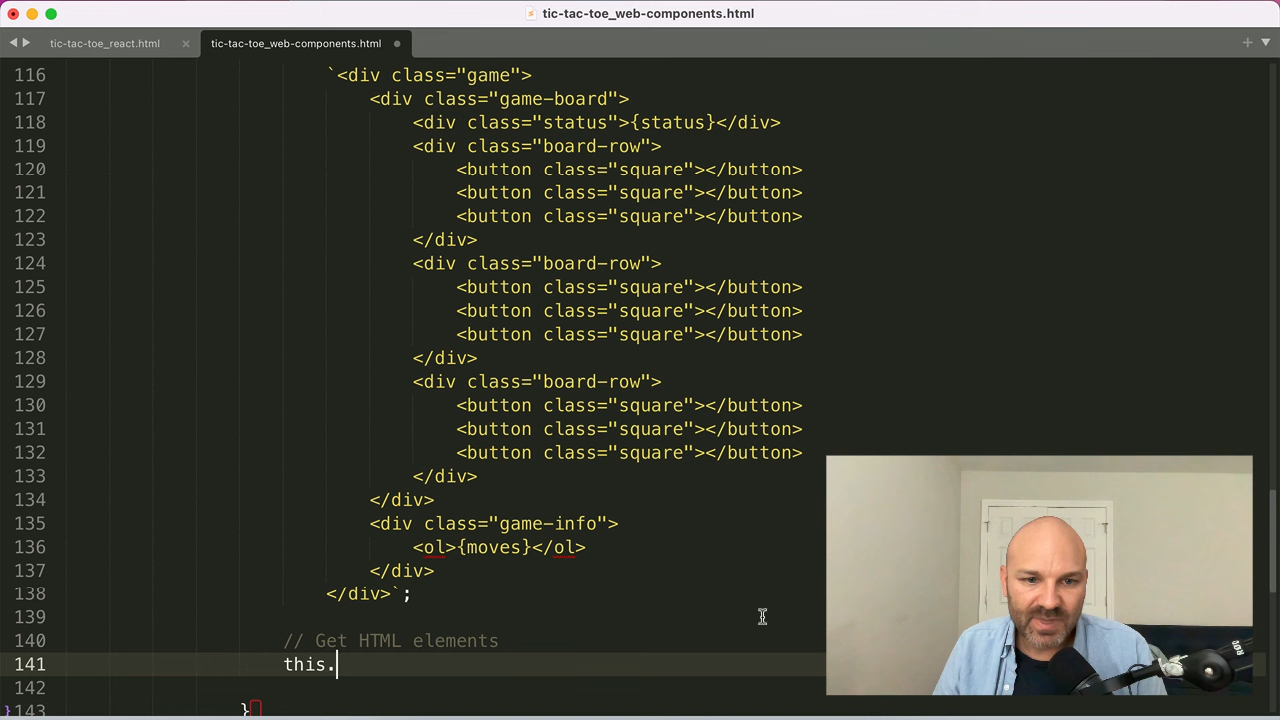 tic-tac-toe_web-components.html
tic-tac-toe_react.html × tic-tac-toe_web-components.html
116 `<div class="game">
117 <div class="game-board">
118 <div class="status">{status}</div>
119 <div class="board-row">
120 <button class="square"></button>
121 <button class="square"></button>
122 <button class="square"></button>
123 </div>
124 <div class="board-row">
125 <button class="square"></button>
126 <button class="square"></button>
127 <button class="square"></button>
128 </div>
129 <div class="board-row">
130 <button class="square"></button>
131 <button class="square"></button>
132 <button class="square"></button>
133 </div>
134 </div>
135 <div class="game-info">
136 <ol>{moves}</ol>
137 </div>
138 </div>`;
139
140 // Get HTML elements
141 this.
142
}143 }